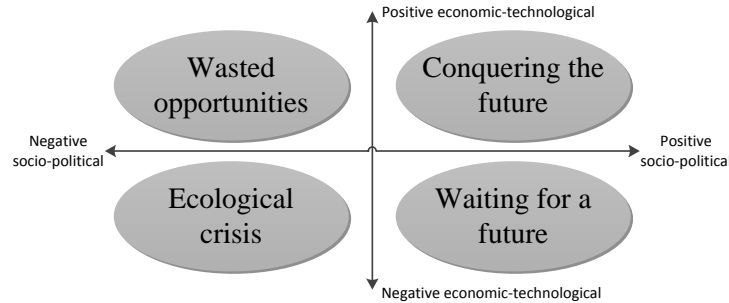 Positive economic-technological
Wasted
opportunities
Conquering the
future
Negative
socio-political
Positive
socio-political
Ecological
crisis
Waiting for a
future
Negative economic-technological